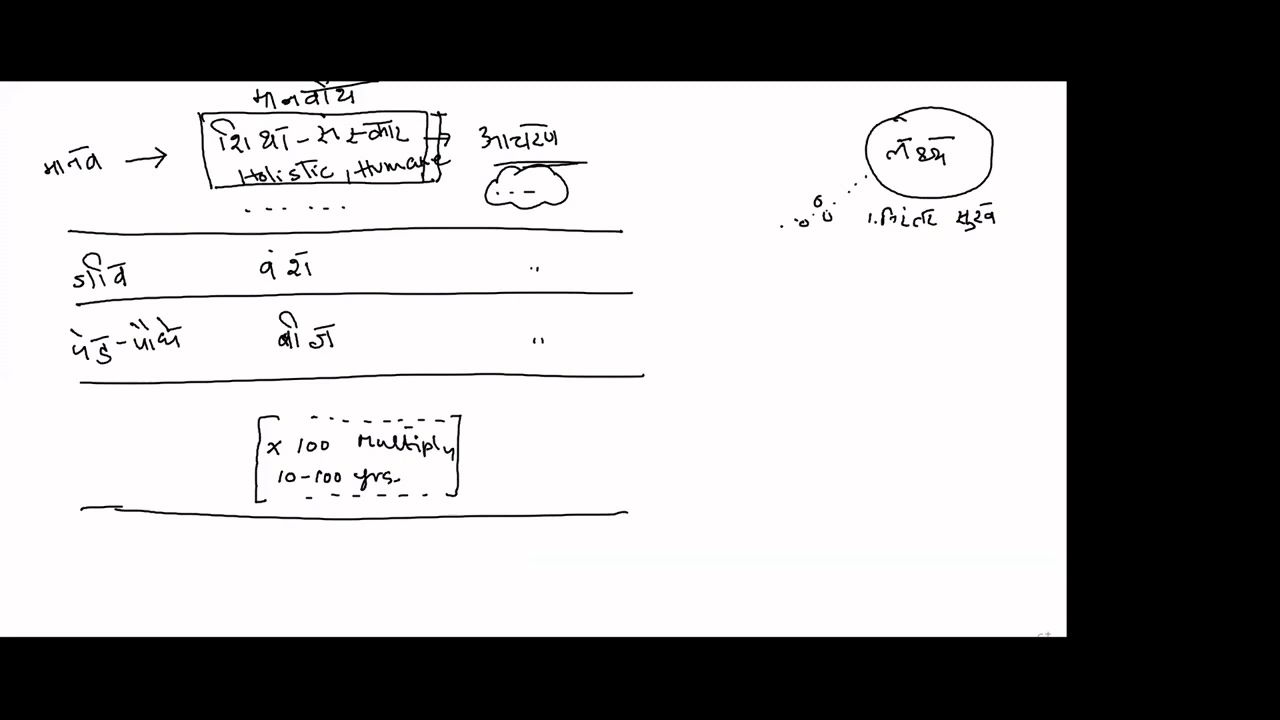 मानवीय
मानव → शिक्षा-संस्कार → आचरण
Holistic, Humane
जीव वंश "
पेड़-पौधे बीज "
x 100 Multiply
10-100 yrs.
लक्ष्य
1. निरंतर सुख